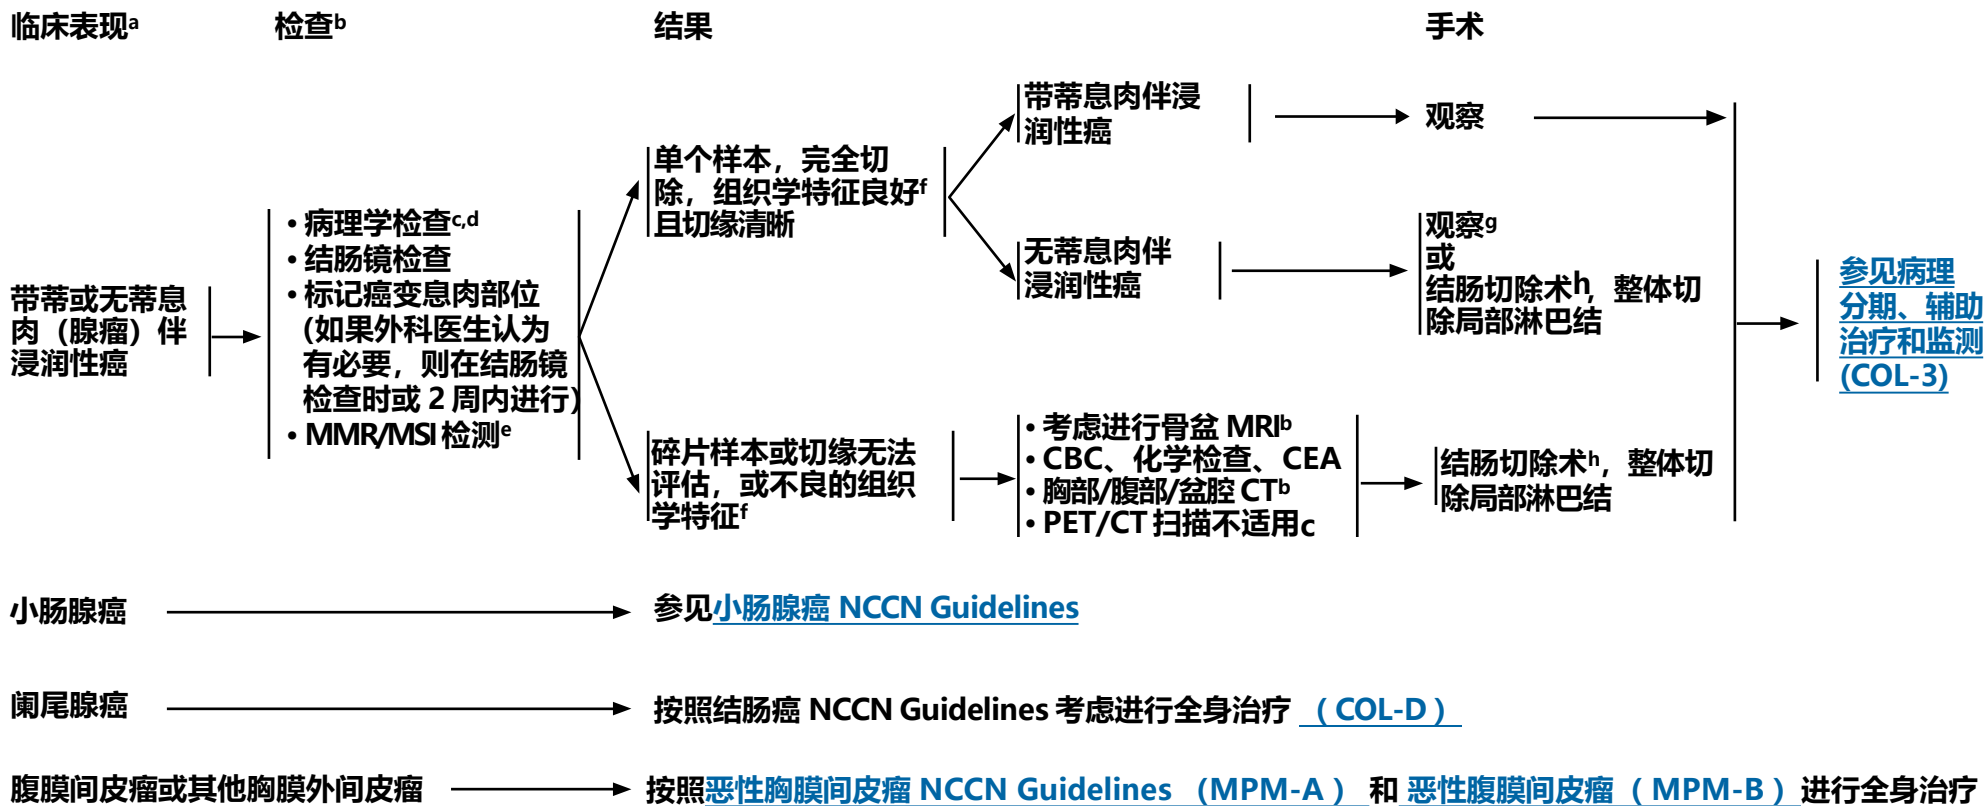 临床表现a
检查b
结果
手术
带蒂或无蒂息
肉（腺瘤）伴
浸润性癌
• 病理学检查c,d
• 结肠镜检查
• 标记癌变息肉部位
(如果外科医生认为
有必要，则在结肠镜
检查时或 2 周内进行)
• MMR/MSI 检测e
单个样本，完全切
除，组织学特征良好f
且切缘清晰
带蒂息肉伴浸
润性癌
观察
无蒂息肉伴
浸润性癌
观察g
或
结肠切除术h，整体切
除局部淋巴结
碎片样本或切缘无法
评估，或不良的组织
学特征f
• 考虑进行骨盆 MRIb
• CBC、化学检查、CEA
• 胸部/腹部/盆腔 CTb
• PET/CT 扫描不适用c
结肠切除术h，整体切
除局部淋巴结
参见病理
分期、辅助
治疗和监测
(COL-3)
小肠腺癌
参见小肠腺癌 NCCN Guidelines
阑尾腺癌
按照结肠癌 NCCN Guidelines 考虑进行全身治疗 （COL-D）
腹膜间皮瘤或其他胸膜外间皮瘤
按照恶性胸膜间皮瘤 NCCN Guidelines （MPM-A） 和 恶性腹膜间皮瘤（MPM-B）进行全身治疗